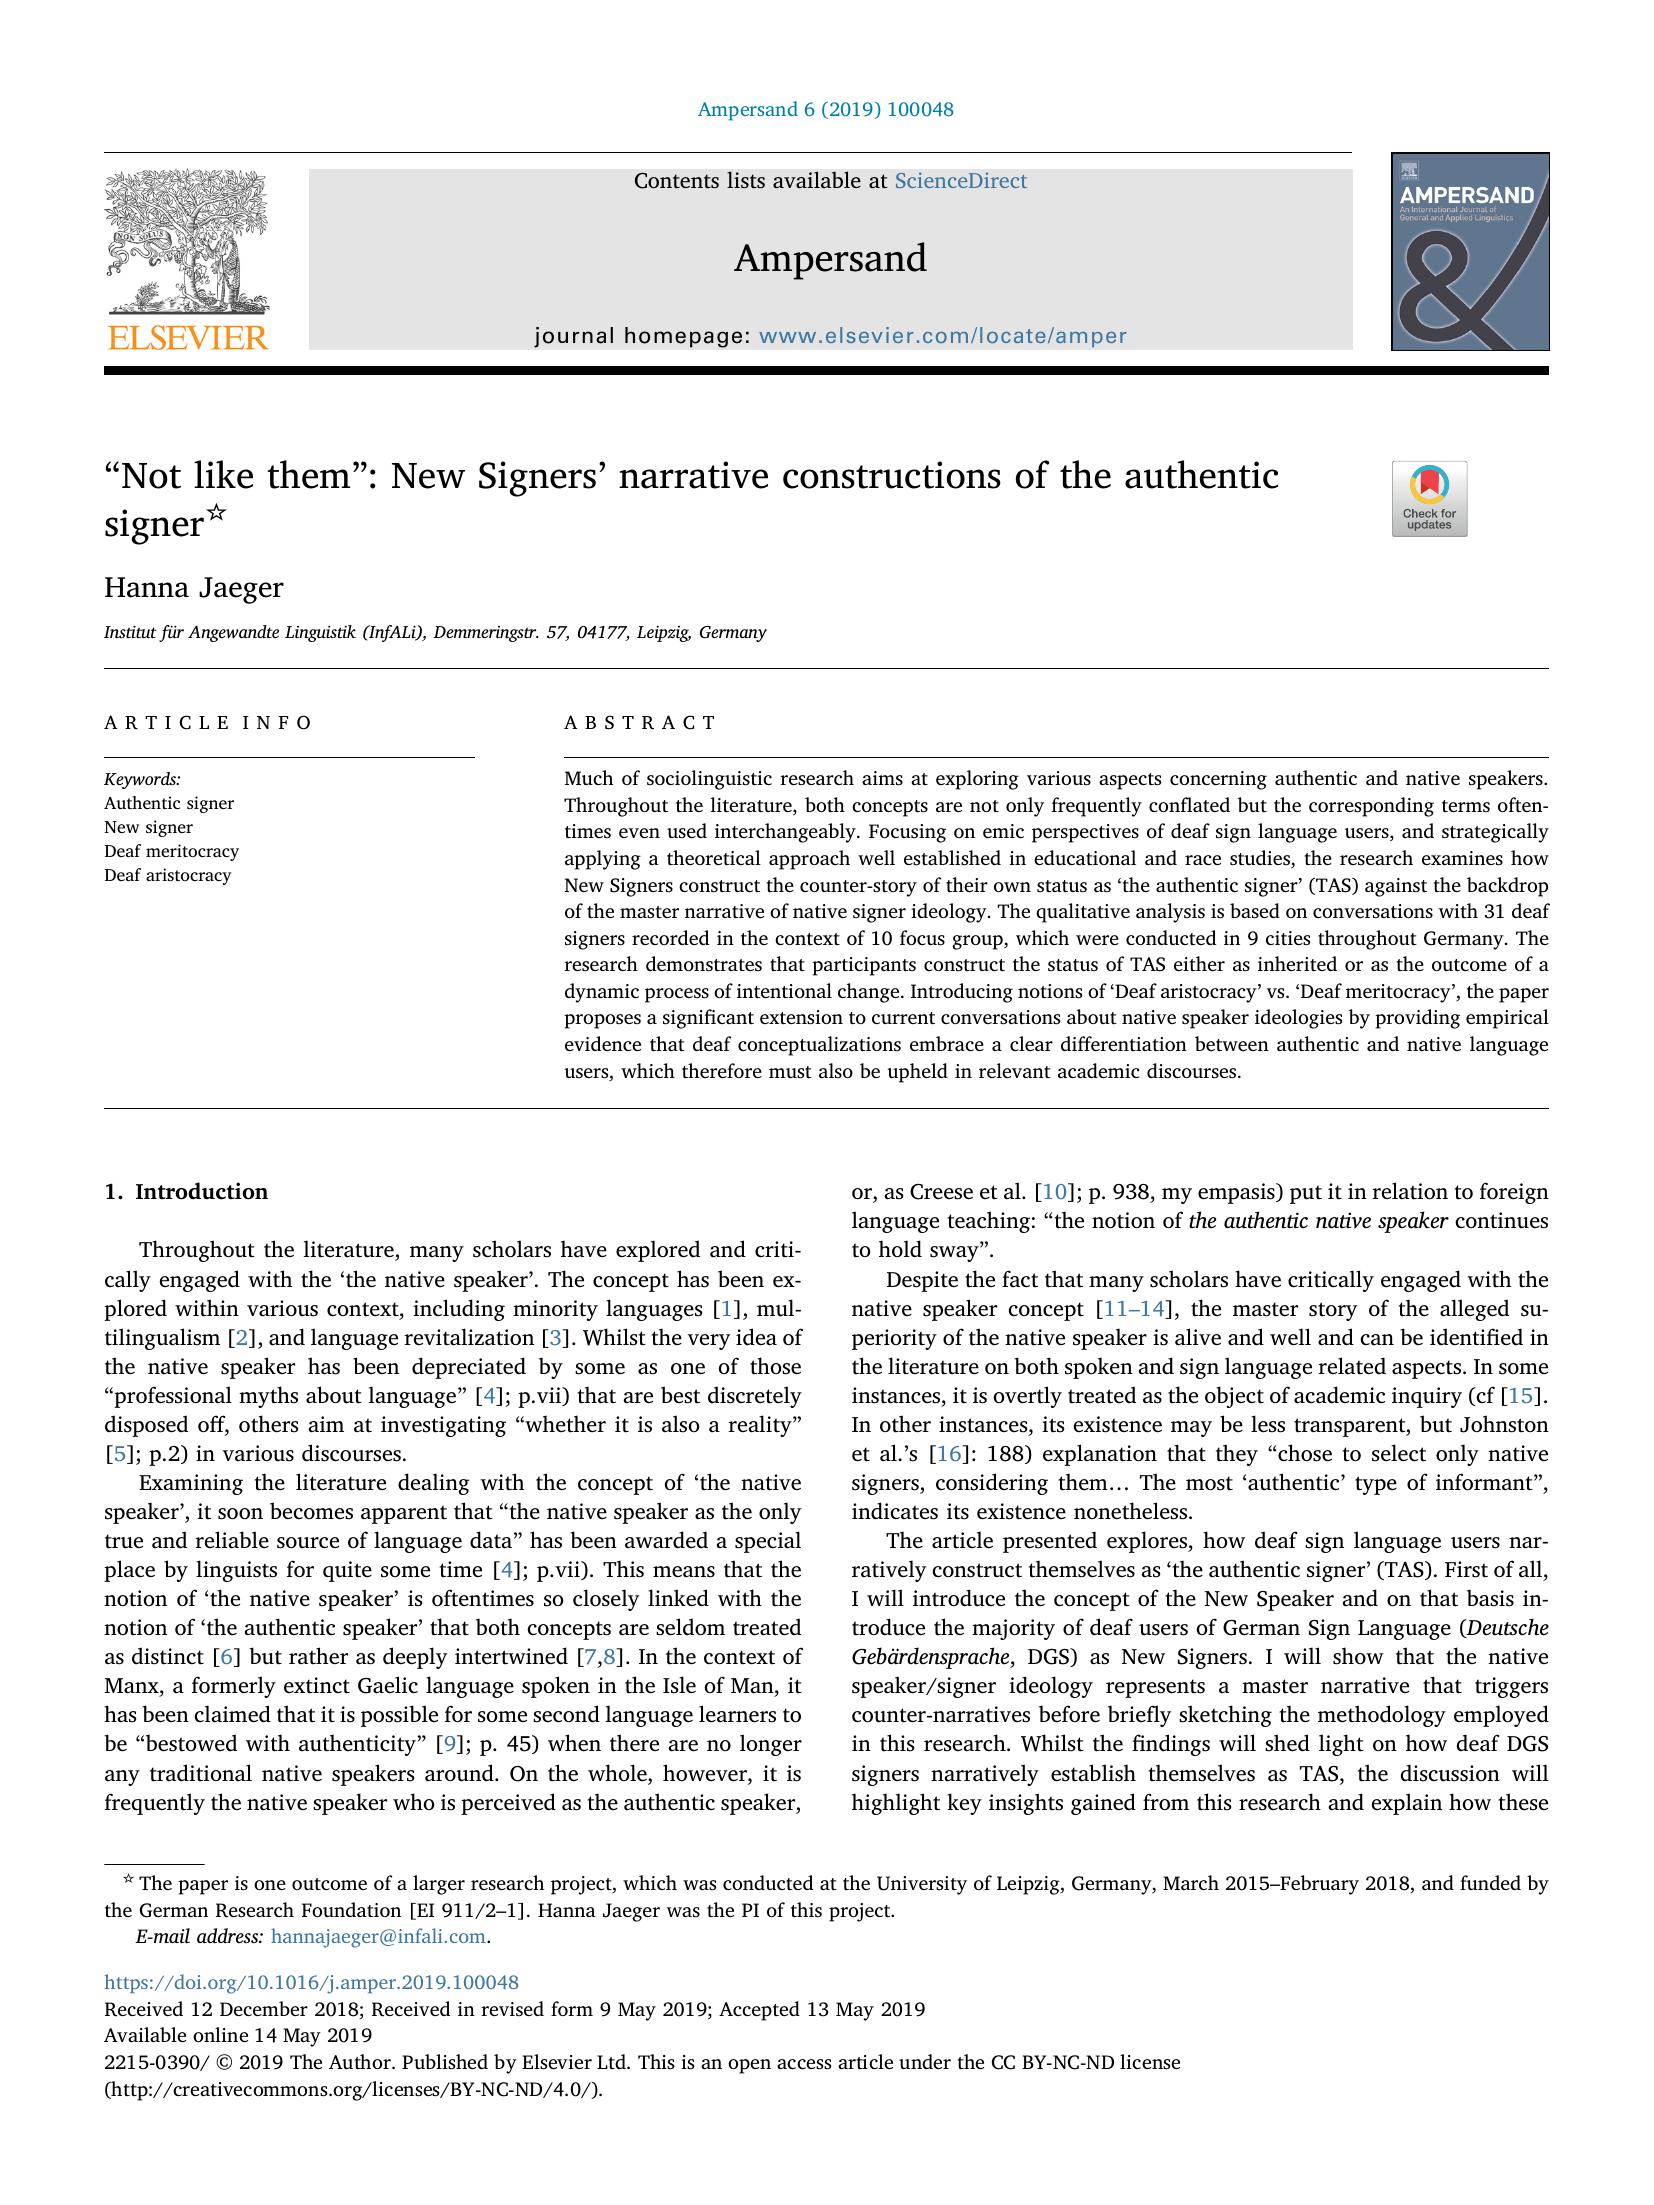 Ampersand 6 (2019) 100048
NON SOLUS
ELSEVIER
Contents lists available at ScienceDirect
Ampersand
journal homepage: www.elsevier.com/locate/amper
AMPERSAND
An International Journal of
General and Applied Linguistics
&
“Not like them”: New Signers’ narrative constructions of the authentic
signer☆
Check for
updates
Hanna Jaeger
Institut für Angewandte Linguistik (InfALi), Demmeringstr. 57, 04177, Leipzig, Germany
ARTICLE INFO
Keywords:
Authentic signer
New signer
Deaf meritocracy
Deaf aristocracy
ABSTRACT
Much of sociolinguistic research aims at exploring various aspects concerning authentic and native speakers.
Throughout the literature, both concepts are not only frequently conflated but the corresponding terms often-
times even used interchangeably. Focusing on emic perspectives of deaf sign language users, and strategically
applying a theoretical approach well established in educational and race studies, the research examines how
New Signers construct the counter-story of their own status as ‘the authentic signer’ (TAS) against the backdrop
of the master narrative of native signer ideology. The qualitative analysis is based on conversations with 31 deaf
signers recorded in the context of 10 focus group, which were conducted in 9 cities throughout Germany. The
research demonstrates that participants construct the status of TAS either as inherited or as the outcome of a
dynamic process of intentional change. Introducing notions of ‘Deaf aristocracy’ vs. ‘Deaf meritocracy’, the paper
proposes a significant extension to current conversations about native speaker ideologies by providing empirical
evidence that deaf conceptualizations embrace a clear differentiation between authentic and native language
users, which therefore must also be upheld in relevant academic discourses.
1. Introduction
Throughout the literature, many scholars have explored and criti-
cally engaged with the ‘the native speaker’. The concept has been ex-
plored within various context, including minority languages [1], mul-
tilingualism [2], and language revitalization [3]. Whilst the very idea of
the native speaker has been depreciated by some as one of those
“professional myths about language” [4]; p.vii) that are best discretely
disposed off, others aim at investigating “whether it is also a reality”
[5]; p.2) in various discourses.
Examining the literature dealing with the concept of ‘the native
speaker’, it soon becomes apparent that “the native speaker as the only
true and reliable source of language data” has been awarded a special
place by linguists for quite some time [4]; p.vii). This means that the
notion of ‘the native speaker’ is oftentimes so closely linked with the
notion of ‘the authentic speaker’ that both concepts are seldom treated
as distinct [6] but rather as deeply intertwined [7,8]. In the context of
Manx, a formerly extinct Gaelic language spoken in the Isle of Man, it
has been claimed that it is possible for some second language learners to
be “bestowed with authenticity” [9]; p. 45) when there are no longer
any traditional native speakers around. On the whole, however, it is
frequently the native speaker who is perceived as the authentic speaker,
or, as Creese et al. [10]; p. 938, my empasis) put it in relation to foreign
language teaching: “the notion of the authentic native speaker continues
to hold sway”.
Despite the fact that many scholars have critically engaged with the
native speaker concept [11–14], the master story of the alleged su-
periority of the native speaker is alive and well and can be identified in
the literature on both spoken and sign language related aspects. In some
instances, it is overtly treated as the object of academic inquiry (cf [15].
In other instances, its existence may be less transparent, but Johnston
et al.’s [16]: 188) explanation that they “chose to select only native
signers, considering them… The most ‘authentic’ type of informant”,
indicates its existence nonetheless.
The article presented explores, how deaf sign language users nar-
ratively construct themselves as ‘the authentic signer’ (TAS). First of all,
I will introduce the concept of the New Speaker and on that basis in-
troduce the majority of deaf users of German Sign Language (Deutsche
Gebärdensprache, DGS) as New Signers. I will show that the native
speaker/signer ideology represents a master narrative that triggers
counter-narratives before briefly sketching the methodology employed
in this research. Whilst the findings will shed light on how deaf DGS
signers narratively establish themselves as TAS, the discussion will
highlight key insights gained from this research and explain how these
☆ The paper is one outcome of a larger research project, which was conducted at the University of Leipzig, Germany, March 2015–February 2018, and funded by
the German Research Foundation [EI 911/2–1]. Hanna Jaeger was the PI of this project.
E-mail address: hannajaeger@infali.com.
https://doi.org/10.1016/j.amper.2019.100048
Received 12 December 2018; Received in revised form 9 May 2019; Accepted 13 May 2019
Available online 14 May 2019
2215-0390/ © 2019 The Author. Published by Elsevier Ltd. This is an open access article under the CC BY-NC-ND license
(http://creativecommons.org/licenses/BY-NC-ND/4.0/).